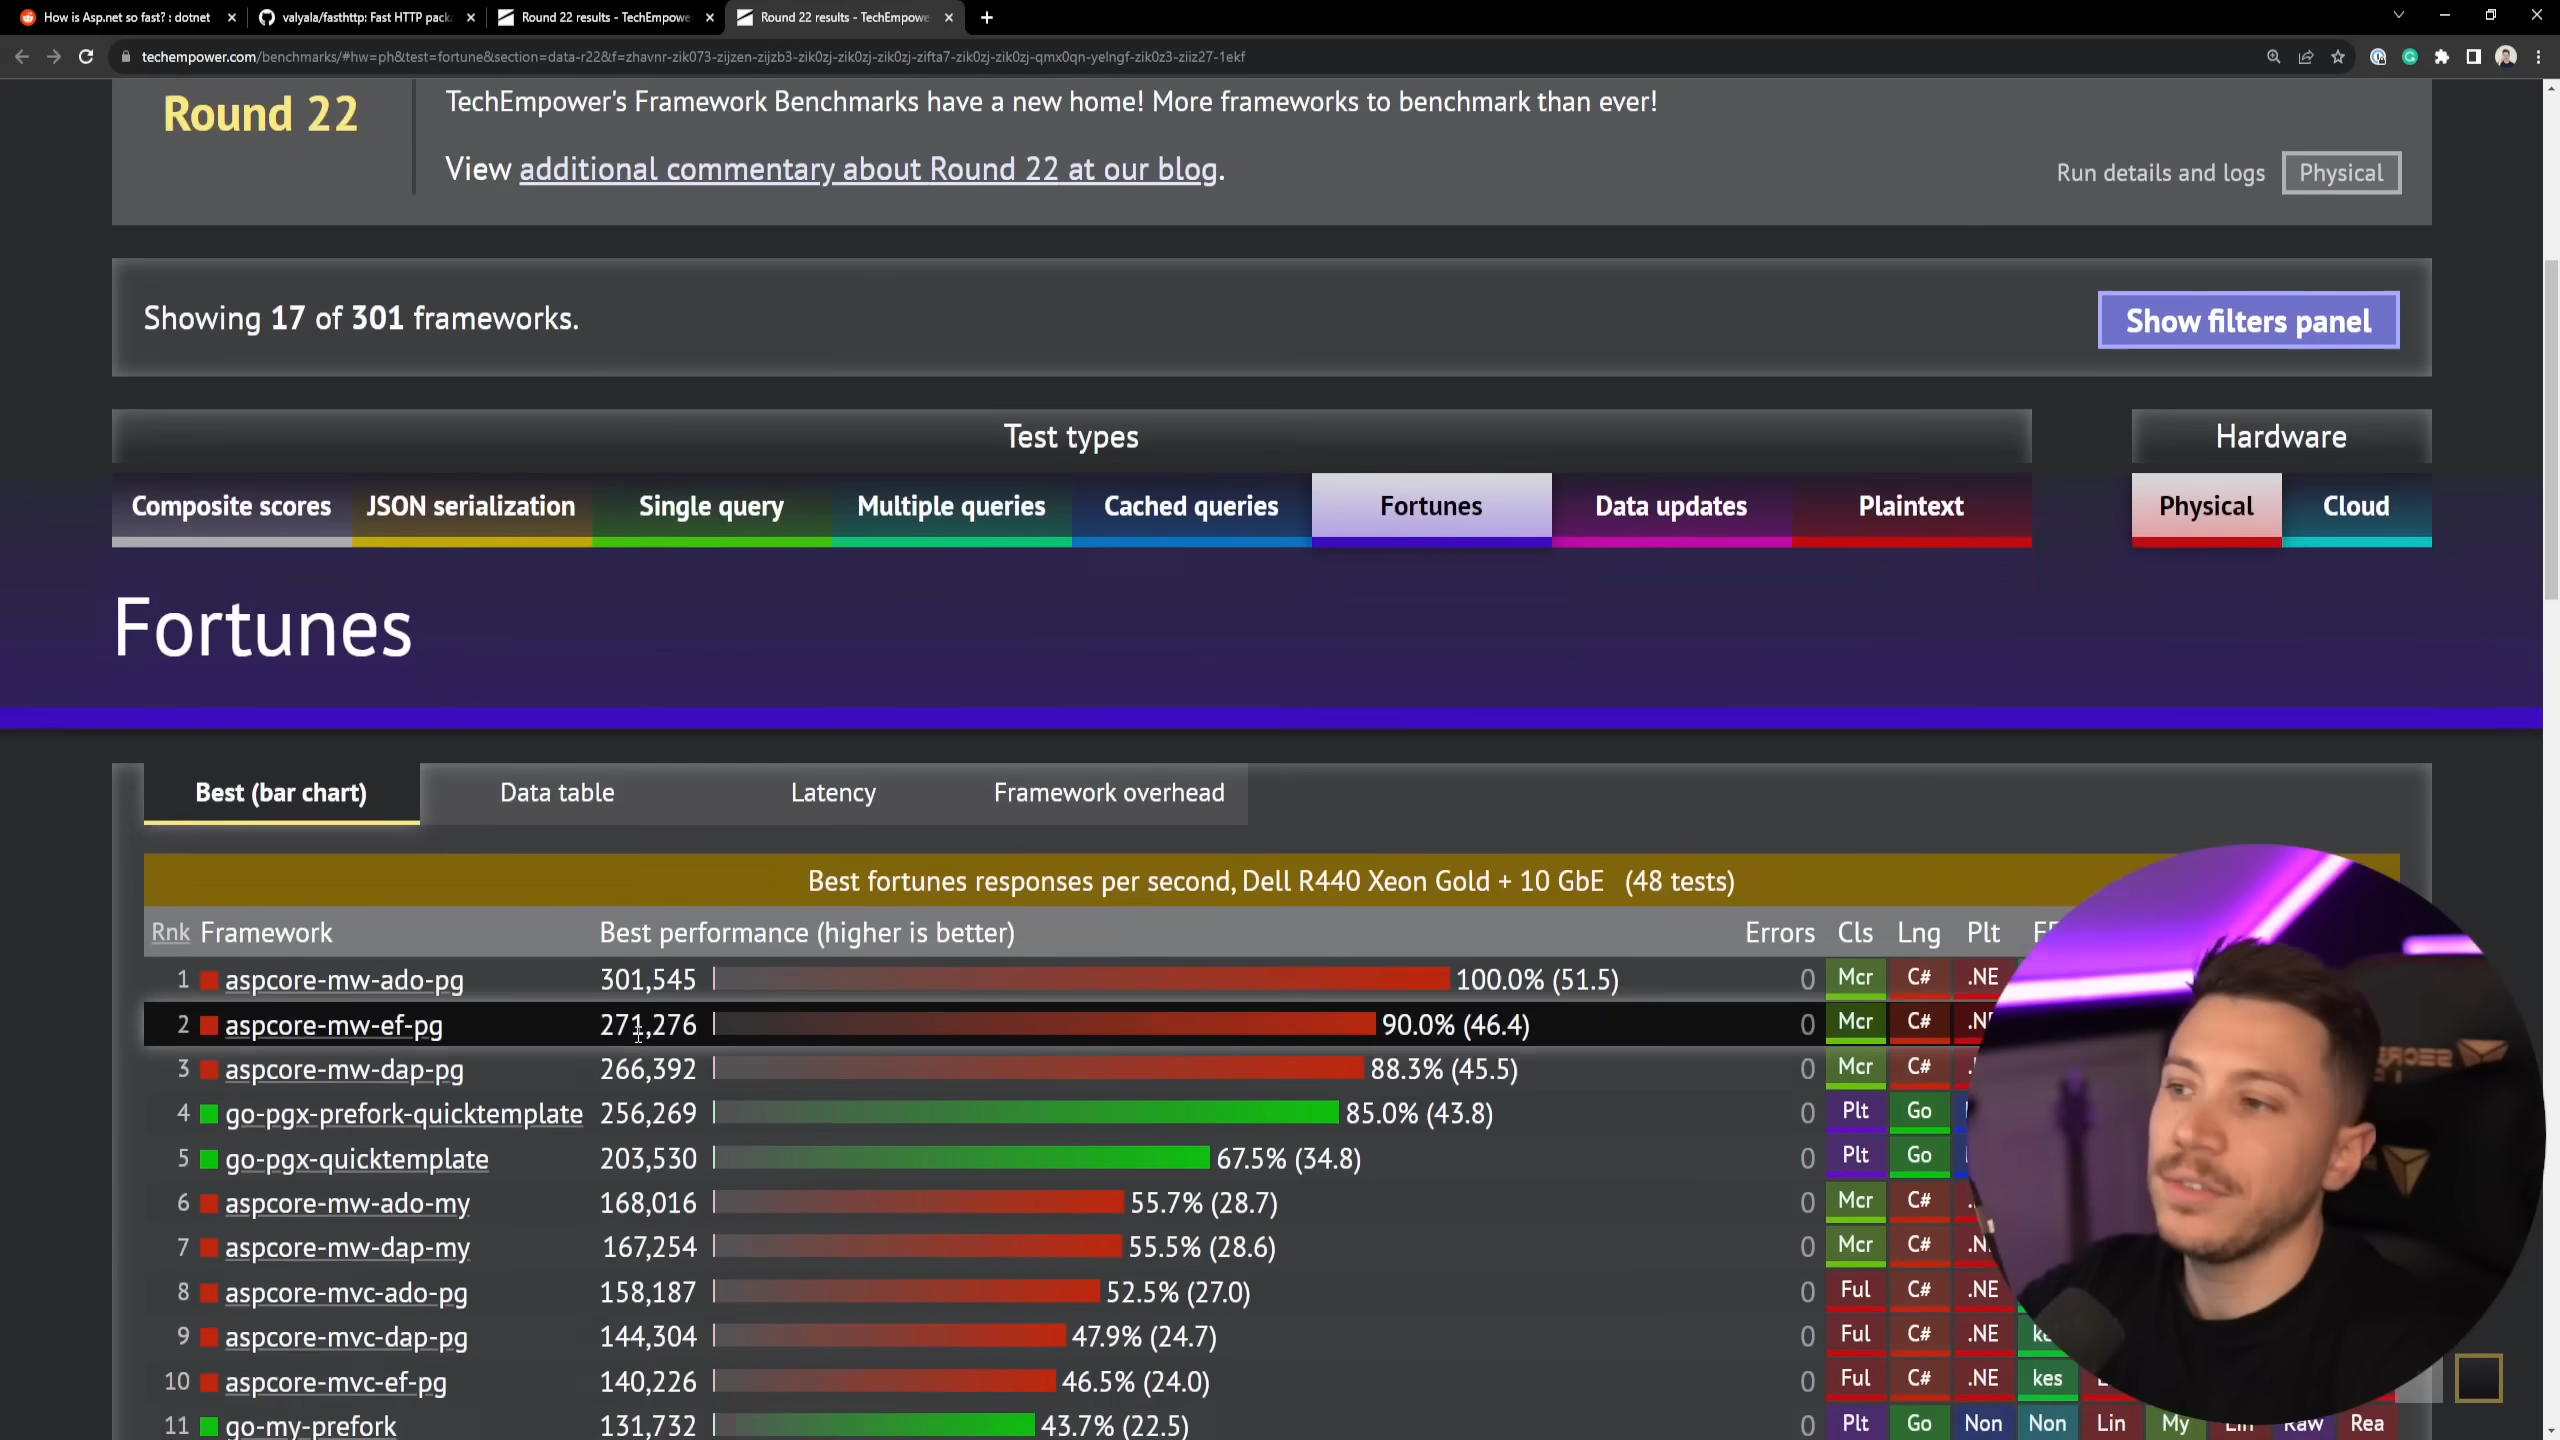 How is Asp.net so fast? : dotnet
valyala/fasthttp: Fast HTTP pack
Round 22 results - TechEmpowe
Round 22 results - TechEmpowe
techempower.com/benchmarks/#hw=ph&test=fortune&section=data-r22&f=zhavnr-zik073-zijzen-zijzb3-zik0zj-zik0zj-zik0zj-zifta7-zik0zj-zik0zj-qmx0qn-yelngf-zik0z3-ziiz27-1ekf
Round 22
TechEmpower's Framework Benchmarks have a new home! More frameworks to benchmark than ever!
View additional commentary about Round 22 at our blog.
Run details and logs Physical
Showing 17 of 301 frameworks.
Show filters panel
Test types
Hardware
Composite scores JSON serialization Single query Multiple queries Cached queries Fortunes Data updates Plaintext
Physical Cloud
Fortunes
Best (bar chart) Data table Latency Framework overhead
Best fortunes responses per second, Dell R440 Xeon Gold + 10 GbE (48 tests)
Rnk Framework Best performance (higher is better) Errors Cls Lng Plt
1 aspcore-mw-ado-pg 301,545 100.0% (51.5) 0 Mcr C# .NE
2 aspcore-mw-ef-pg 271,276 90.0% (46.4) 0 Mcr C# .NE
3 aspcore-mw-dap-pg 266,392 88.3% (45.5) 0 Mcr C# .NE
4 go-pgx-prefork-quicktemplate 256,269 85.0% (43.8) 0 Plt Go
5 go-pgx-quicktemplate 203,530 67.5% (34.8) 0 Plt Go
6 aspcore-mw-ado-my 168,016 55.7% (28.7) 0 Mcr C# .N
7 aspcore-mw-dap-my 167,254 55.5% (28.6) 0 Mcr C# .N
8 aspcore-mvc-ado-pg 158,187 52.5% (27.0) 0 Ful C# .NE
9 aspcore-mvc-dap-pg 144,304 47.9% (24.7) 0 Ful C# .NE
10 aspcore-mvc-ef-pg 140,226 46.5% (24.0) 0 Ful C# .NE kes
11 go-my-prefork 131,732 43.7% (22.5) 0 Plt Go Non Non Lin My Lin Raw Rea